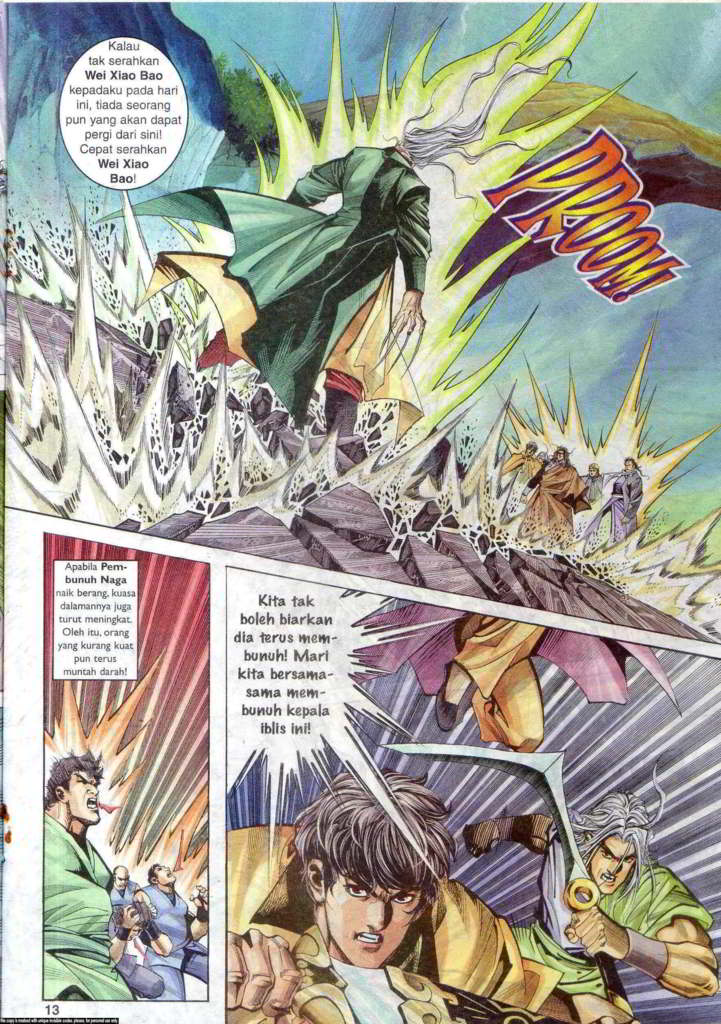 Kalau
tak serahkan
Wei Xiao Bao
kepadaku pada hari
ini, tiada seorang
pun yang akan dapat
pergi dari sini!
Cepat serahkan
Wei Xiao
Bao!
PROOM!
Apabila Pem-
bunuh Naga
naik berang, kuasa
dalamannya juga
turut meningkat.
Oleh itu, orang
yang kurang kuat
pun terus
muntah darah!
Kita tak
boleh biarkan
dia terus mem-
bunuh! Mari
kita bersama-
sama mem-
bunuh kepala
iblis ini!
13